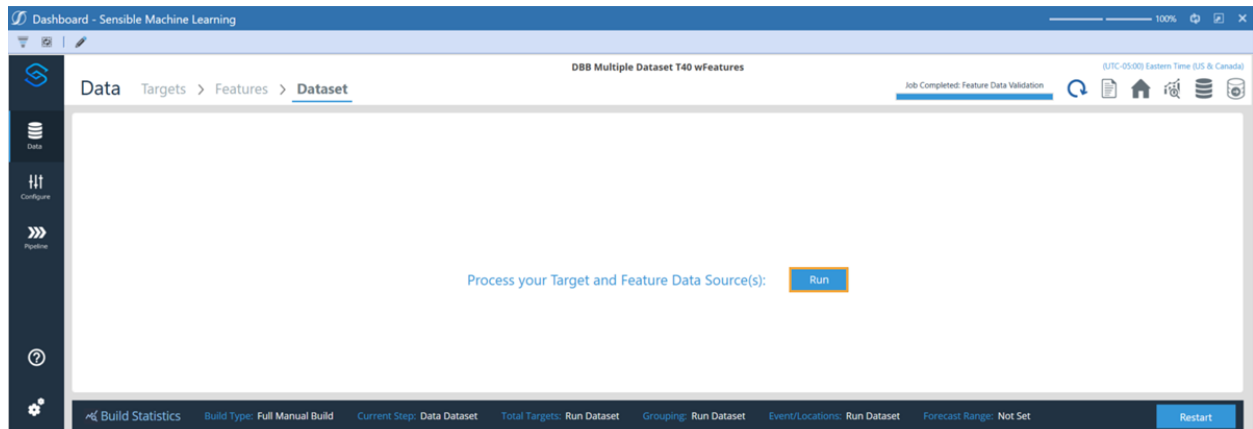 Dashboard - Sensible Machine Learning
100%
DBB Multiple Dataset T40 wFeatures
(UTC-05:00) Eastern Time (US & Canada)
Data Targets > Features > Dataset
Job Completed: Feature Data Validation
Data
Configure
Pipeline
Process your Target and Feature Data Source(s): Run
Build Statistics Build Type: Full Manual Build Current Step: Data Dataset Total Targets: Run Dataset Grouping: Run Dataset Event/Locations: Run Dataset Forecast Range: Not Set Restart